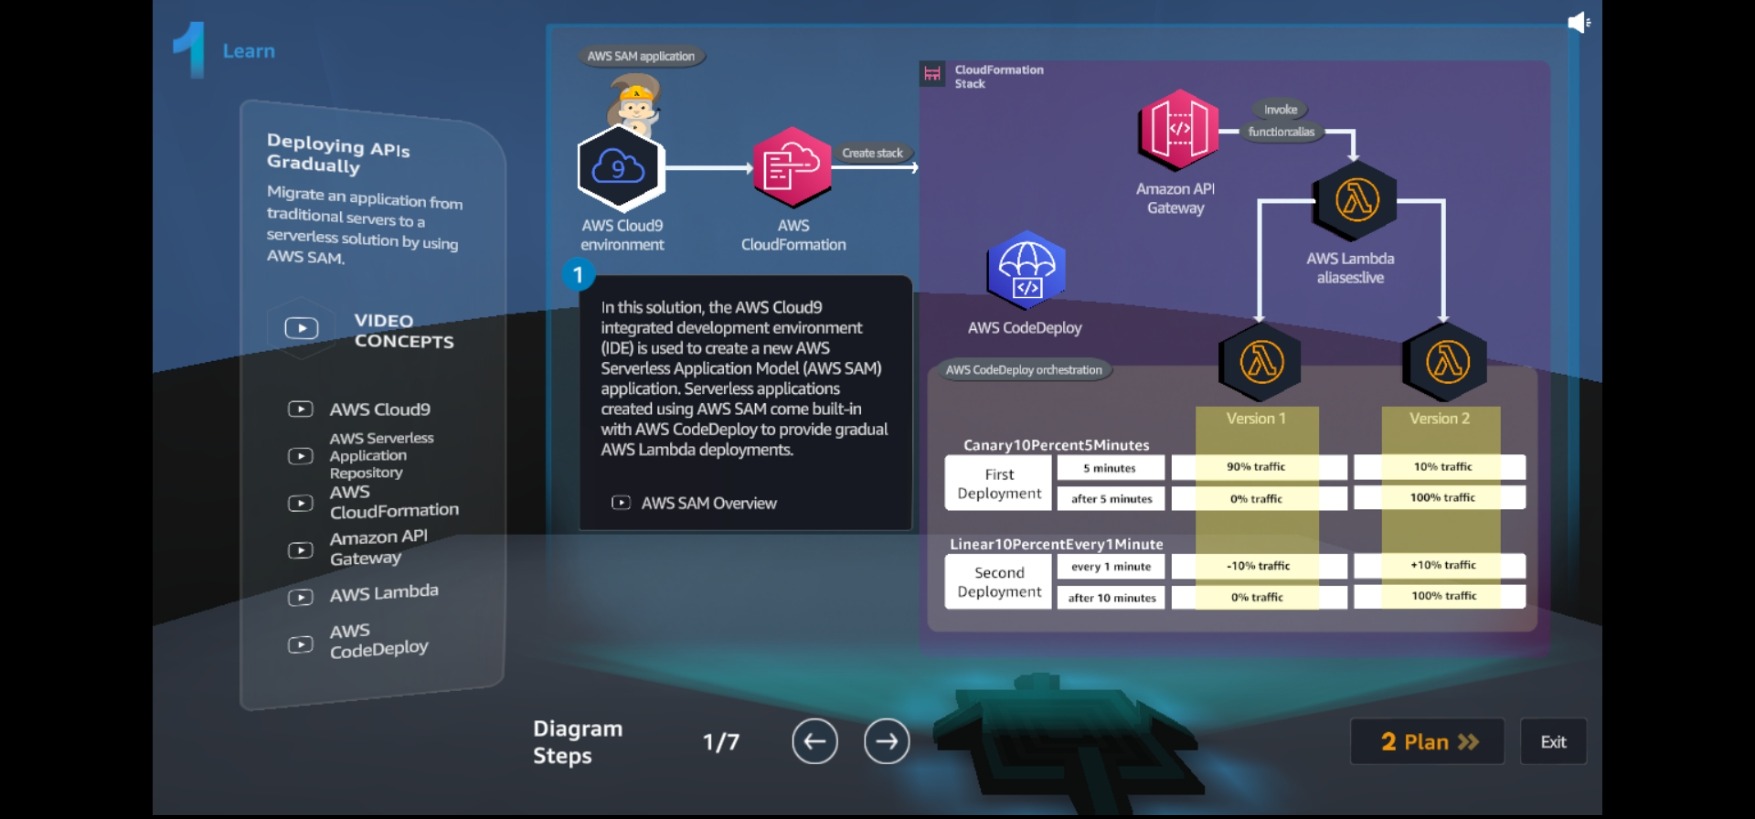 1 Learn
Deploying APIs
Gradually
Migrate an application from
traditional servers to a
serverless solution by using
AWS SAM.
VIDEO
CONCEPTS
AWS Cloud9
AWS Serverless
Application
Repository
AWS
CloudFormation
Amazon API
Gateway
AWS Lambda
AWS
CodeDeploy
AWS SAM application
9
AWS Cloud9
environment
AWS
CloudFormation
Create stack
1
In this solution, the AWS Cloud9
integrated development environment
(IDE) is used to create a new AWS
Serverless Application Model (AWS SAM)
application. Serverless applications
created using AWS SAM come built-in
with AWS CodeDeploy to provide gradual
AWS Lambda deployments.
AWS SAM Overview
CloudFormation
Stack
Amazon API
Gateway
Invoke
function:alias
AWS Lambda
aliases:live
AWS CodeDeploy
AWS CodeDeploy orchestration
Version 1
Version 2
Canary10Percent5Minutes
First
Deployment
5 minutes
90% traffic
10% traffic
after 5 minutes
0% traffic
100% traffic
Linear10PercentEvery1Minute
Second
Deployment
every 1 minute
-10% traffic
+10% traffic
after 10 minutes
0% traffic
100% traffic
Diagram
Steps
1/7
2 Plan
Exit